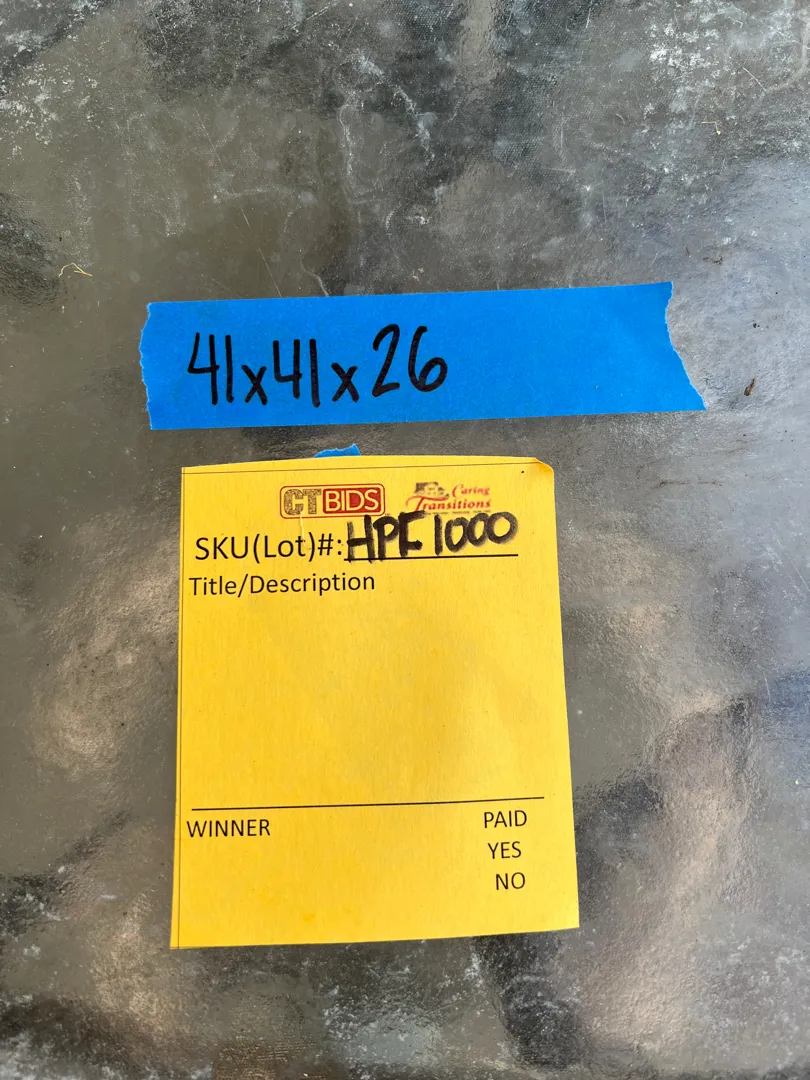 41x41x26
CTBIDS
Caring
Transitions
SKU(Lot)#: HPF1000
Title/Description
WINNER
PAID
YES
NO